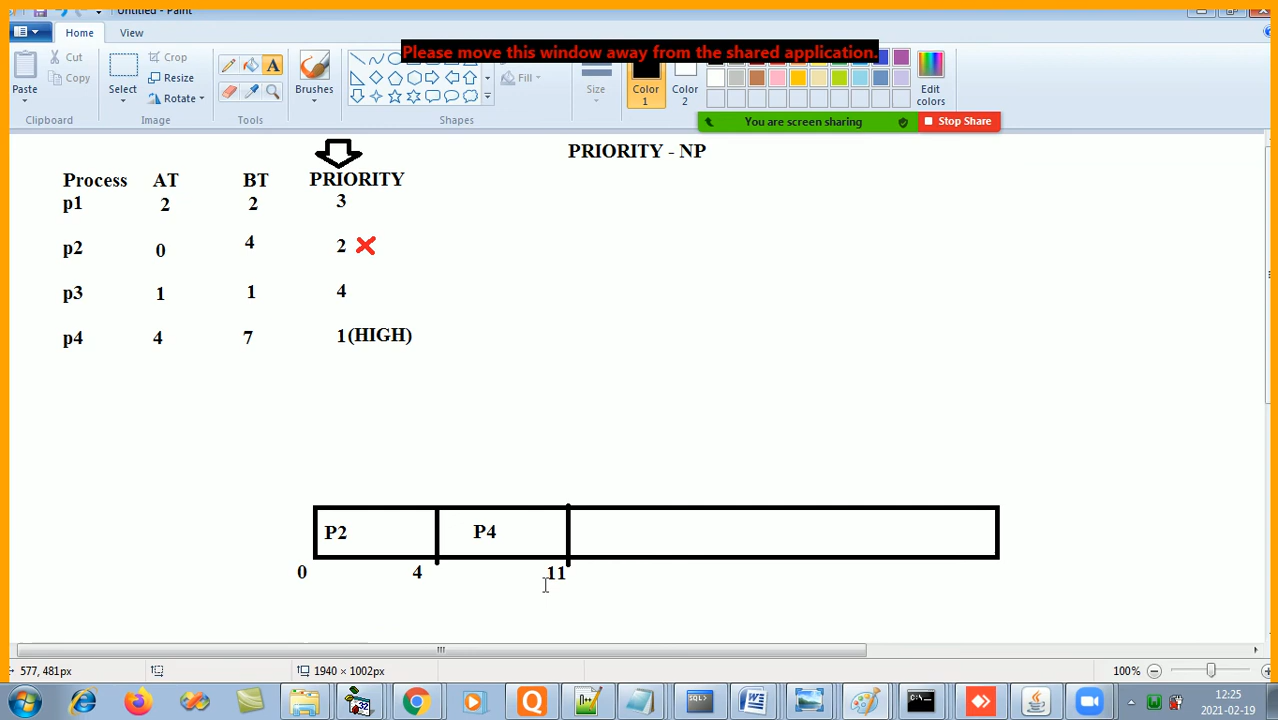 Untitled - Paint
Home View
Please move this window away from the shared application.
Cut
Copy
Paste
Clipboard
Select
Crop
Resize
Rotate
Image
A
Tools
Brushes
Fill
Shapes
Size
Color 1
Color 2
Edit colors
You are screen sharing
Stop Share
PRIORITY - NP
Process AT BT PRIORITY
p1 2 2 3
p2 0 4 2
p3 1 1 4
p4 4 7 1(HIGH)
P2 P4
0 4 11
577, 481px
1940 × 1002px
100%
12:25
2021-02-19